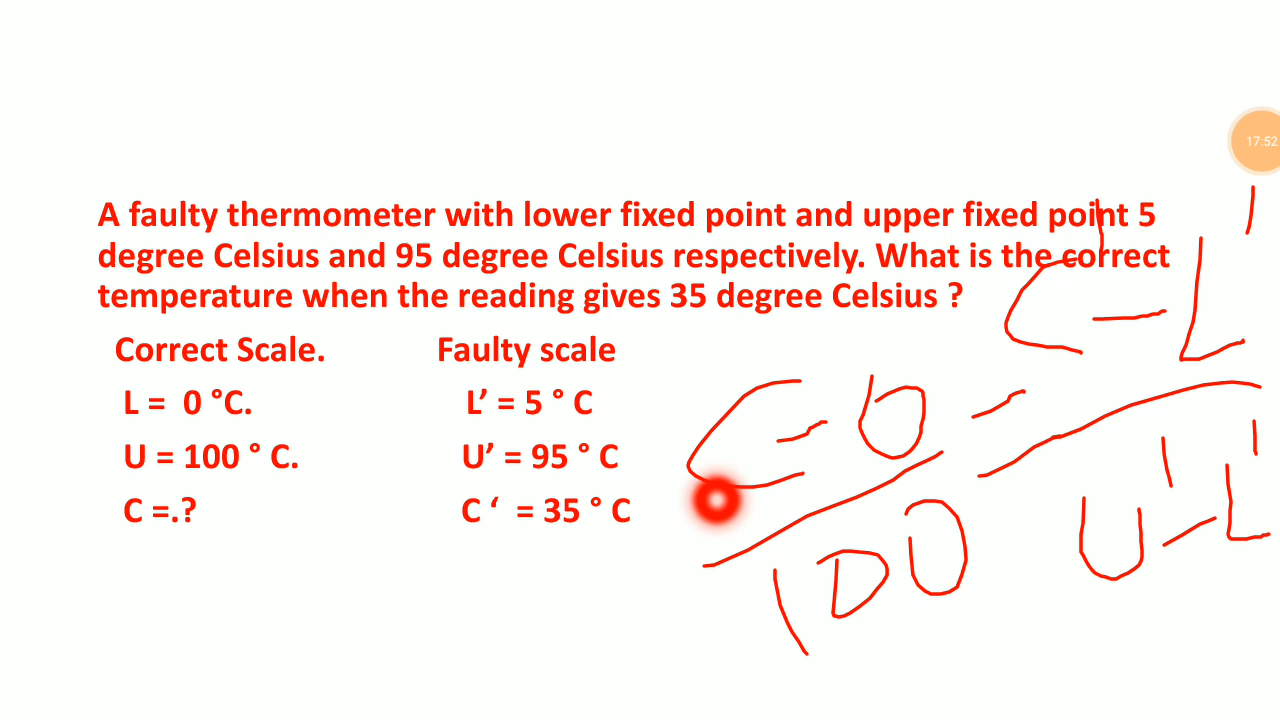 17:52
A faulty thermometer with lower fixed point and upper fixed point 5
degree Celsius and 95 degree Celsius respectively. What is the correct
temperature when the reading gives 35 degree Celsius ?
Correct Scale. Faulty scale
L = 0 °C. L’ = 5 ° C
U = 100 ° C. U’ = 95 ° C
C =.? C ‘ = 35 ° C
C - 0 = C' - L'
100 U' - L'